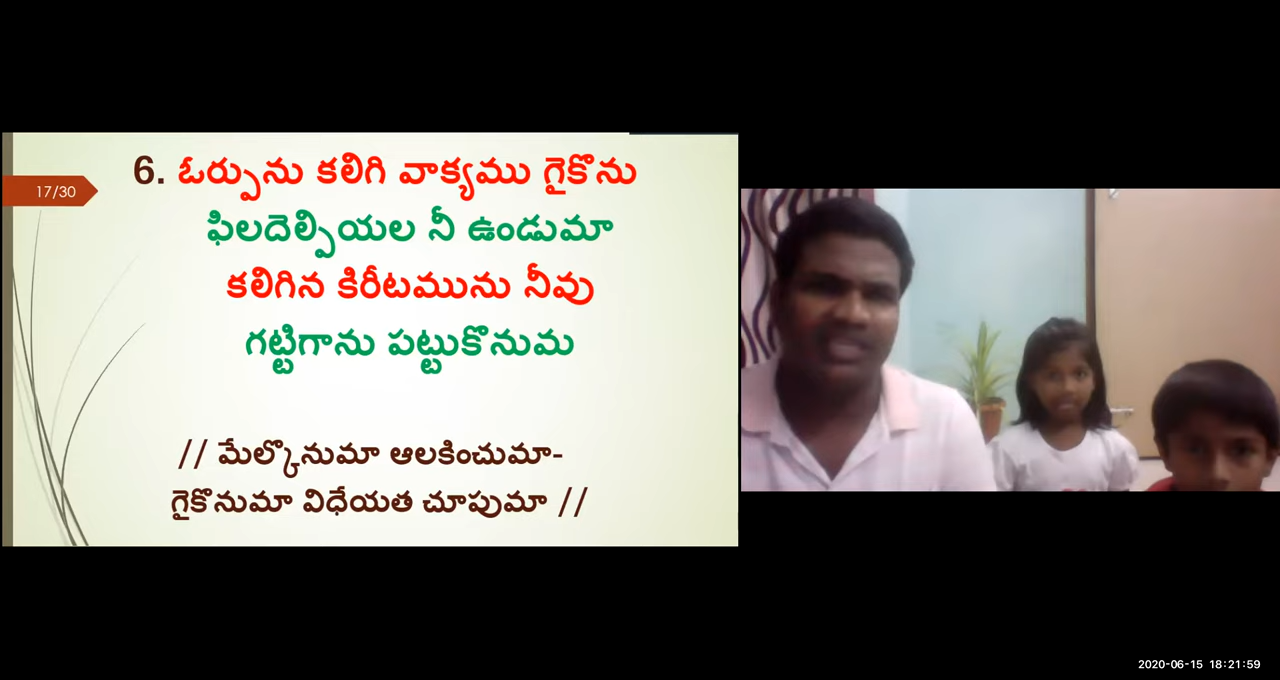 17/30
6. ఓర్పును కలిగి వాక్యము గైకొను
ఫిలదెల్పియల నీ ఉండుమా
కలిగిన కిరీటమును నీవు
గట్టిగాను పట్టుకొనుమ
// మేల్కొనుమా ఆలకించుమా-
గైకొనుమా విధేయత చూపుమా //
2020-06-15 18:21:59